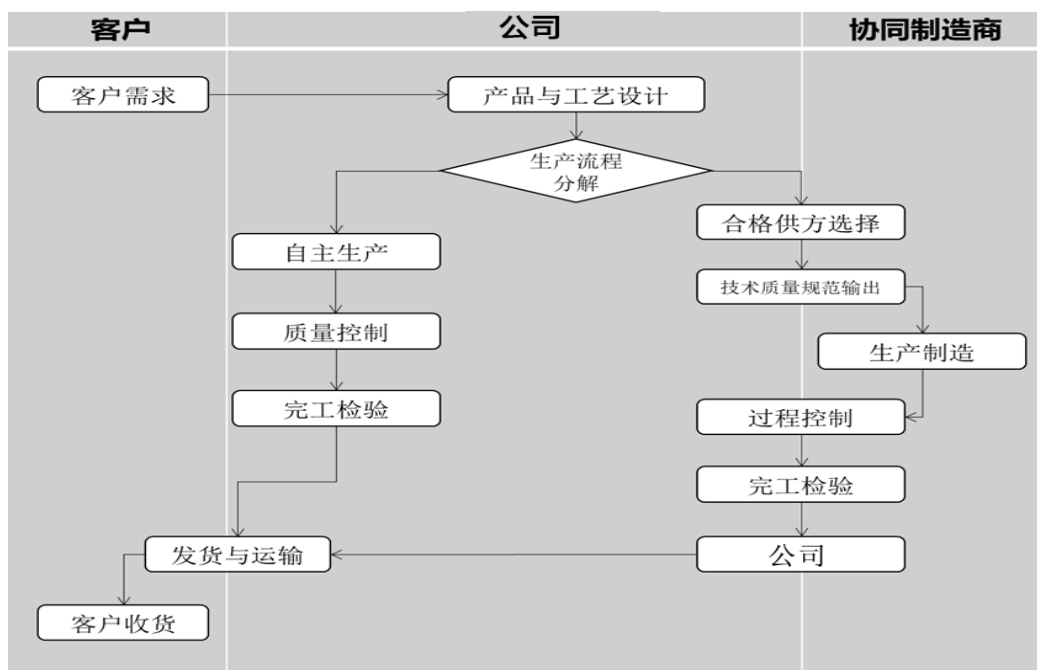 客户
公司
协同制造商
客户需求
产品与工艺设计
生产流程
分解
合格供方选择
自主生产
技术质量规范输出
质量控制
生产制造
完工检验
过程控制
完工检验
发货与运输
公司
客户收货